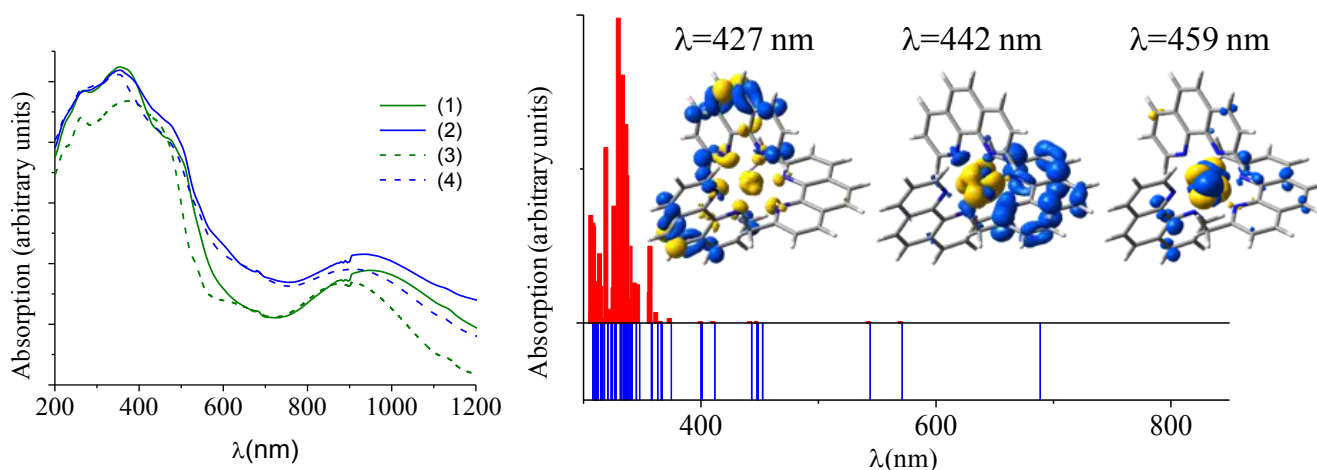 Absorption (arbitrary units)
(1)
(2)
(3)
(4)
200 400 600 800 1000 1200
λ(nm)
Absorption (arbitrary units)
λ=427 nm λ=442 nm λ=459 nm
400 600 800
λ(nm)